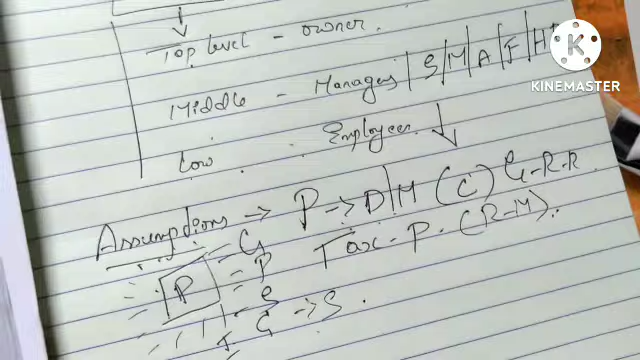 Top level - owner.
Middle - Managers | S | M | A | F | H
K
KINEMASTER
Low Employees
Assumptions → P → D | M (C) G-R-R
Tax - P - (R-M).
G
P P
S
G → S.